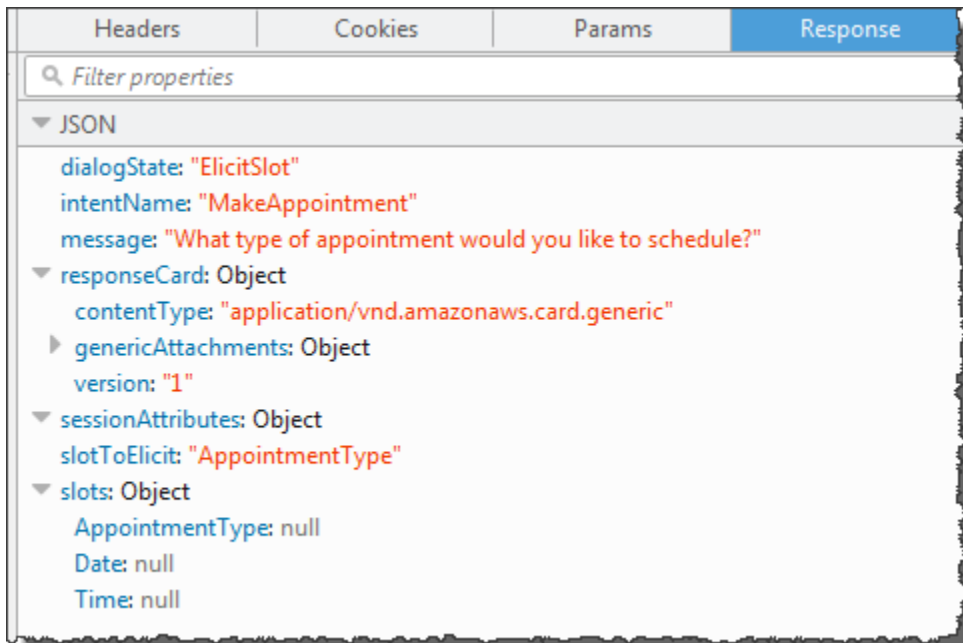 Headers Cookies Params Response
Filter properties
JSON
dialogState: "ElicitSlot"
intentName: "MakeAppointment"
message: "What type of appointment would you like to schedule?"
responseCard: Object
contentType: "application/vnd.amazonaws.card.generic"
genericAttachments: Object
version: "1"
sessionAttributes: Object
slotToElicit: "AppointmentType"
slots: Object
AppointmentType: null
Date: null
Time: null